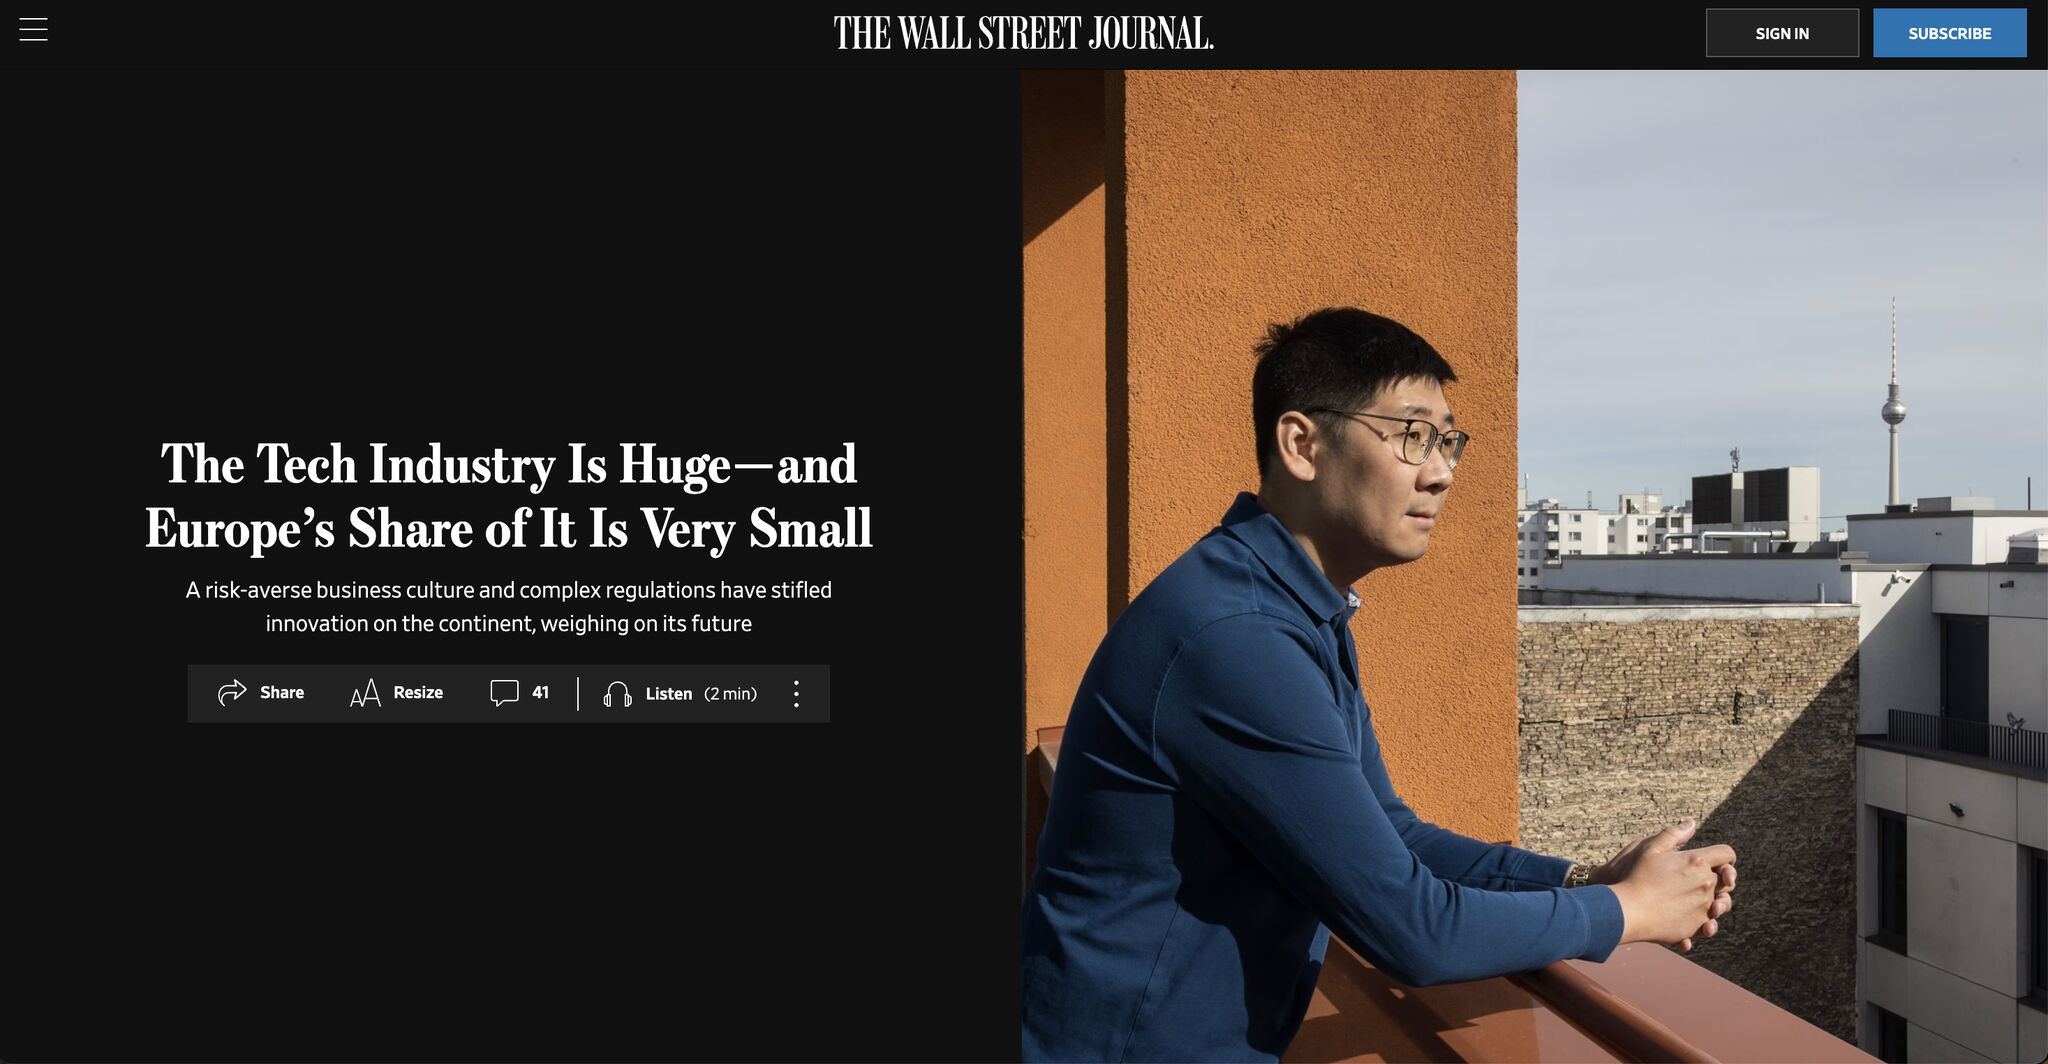 THE WALL STREET JOURNAL.
SIGN IN
SUBSCRIBE
The Tech Industry Is Huge—and
Europe’s Share of It Is Very Small
A risk-averse business culture and complex regulations have stifled
innovation on the continent, weighing on its future
Share
Resize
41
Listen (2 min)